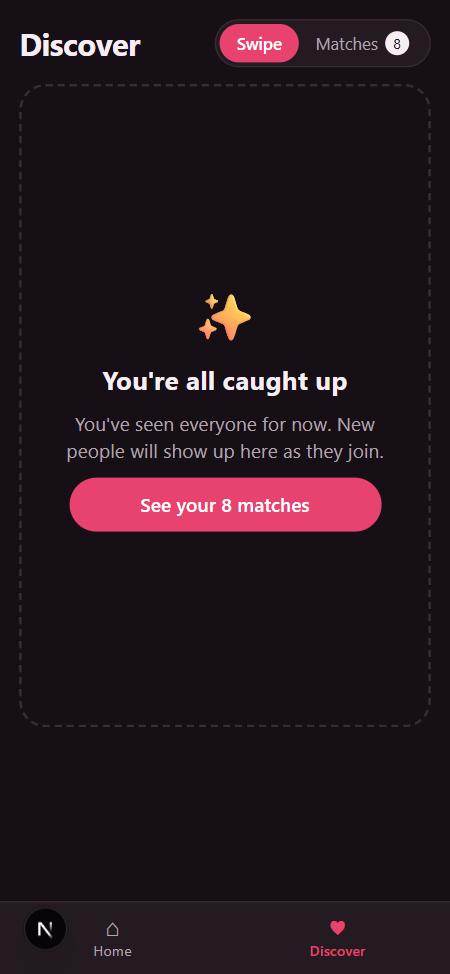 Discover
Swipe
Matches 8
You're all caught up
You've seen everyone for now. New
people will show up here as they join.
See your 8 matches
N
Home
Discover